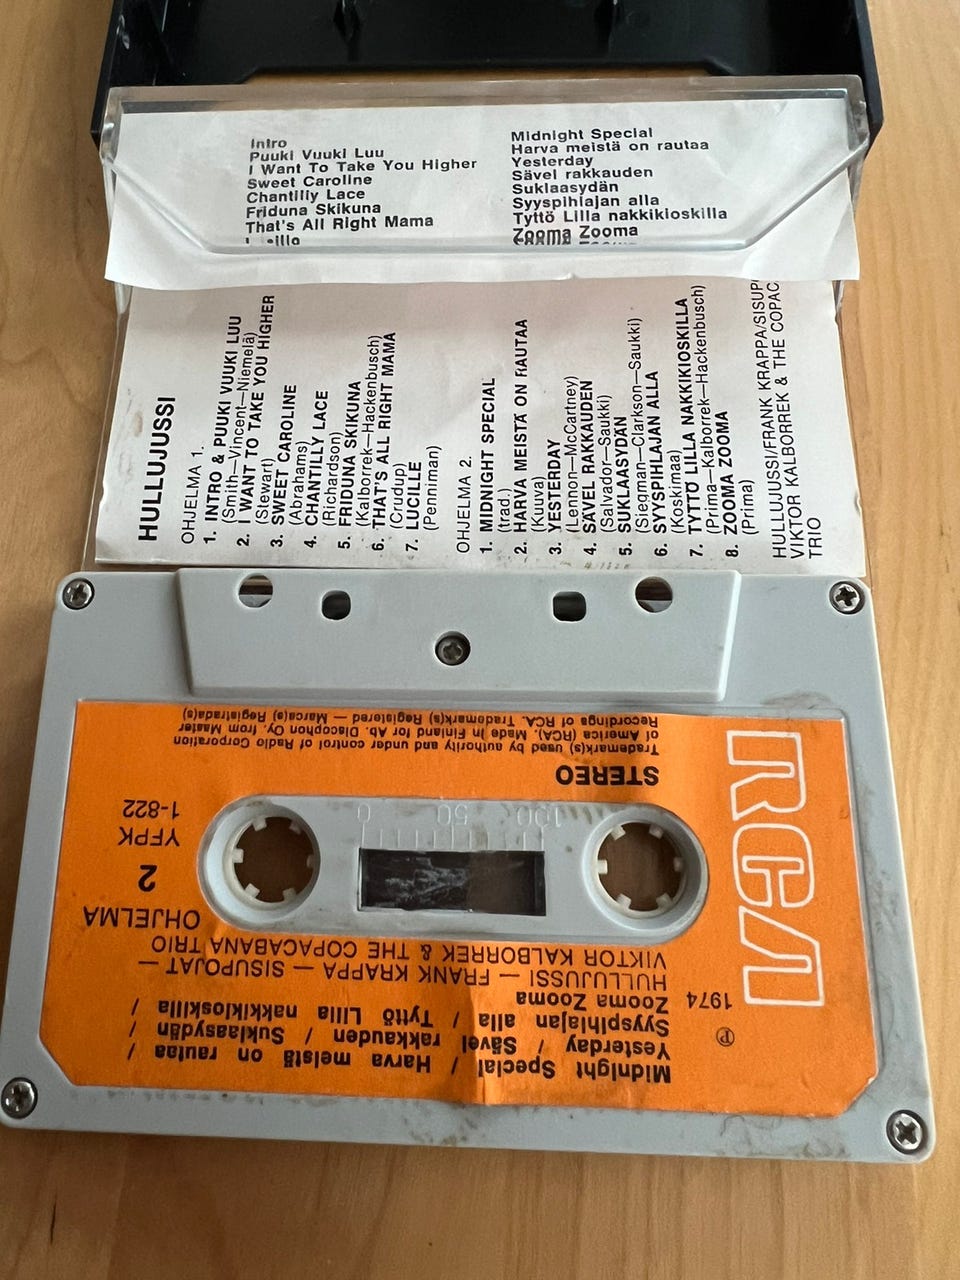 Intro
Puuki Vuuki Luu
I Want To Take You Higher
Sweet Caroline
Chantilly Lace
Friduna Skikuna
That's All Right Mama
Midnight Special
Harva meistä on rautaa
Yesterday
Sävel rakkauden
Suklaasydän
Syyspihlajan alla
Tyttö Lilla nakkikioskilla
Zooma Zooma
HULLUJUSSI
OHJELMA 1.
1. INTRO & PUUKI VUUKI LUU
(Smith—Vincent—Niemelä)
2. I WANT TO TAKE YOU HIGHER
(Stewart)
3. SWEET CAROLINE
(Abrahams)
4. CHANTILLY LACE
(Richardson)
5. FRIDUNA SKIKUNA
(Kalborrek—Hackenbusch)
6. THAT'S ALL RIGHT MAMA
(Crudup)
7. LUCILLE
(Penniman)
OHJELMA 2.
1. MIDNIGHT SPECIAL
(trad.)
2. HARVA MEISTÄ ON RAUTAA
(Kuuva)
3. YESTERDAY
(Lennon—McCartney)
4. SÄVEL RAKKAUDEN
(Salvador—Saukki)
5. SUKLAASYDÄN
(Siegman—Clarkson—Saukki)
6. SYYSPIHLAJAN ALLA
(Koskimaa)
7. TYTTÖ LILLA NAKKIKIOSKILLA
(Prima—Kalborrek—Hackenbusch)
8. ZOOMA ZOOMA
(Prima)
HULLUJUSSI/FRANK KRAPPA/SISUP
VIKTOR KALBORREK & THE COPAC
TRIO
Midnight Special / Harva meistä on rautaa /
Yesterday / Sävel rakkauden / Suklaasydän /
Syyspihlajan alla / Tyttö Lilla nakkikioskilla /
Zooma Zooma
℗
1974
HULLUJUSSI — FRANK KRAPPA — SISUPOJAT —
VIKTOR KALBORREK & THE COPACABANA TRIO
OHJELMA
2
YFPK
1-822
RCA
100 50 0
STEREO
Trademark(s) used by authority and under control of Radio Corporation
of America (RCA). Made in Finland for Ab. Discophon Oy. from Master
Recordings of RCA. Trademark(s) Registered — Marca(s) Registrada(s)